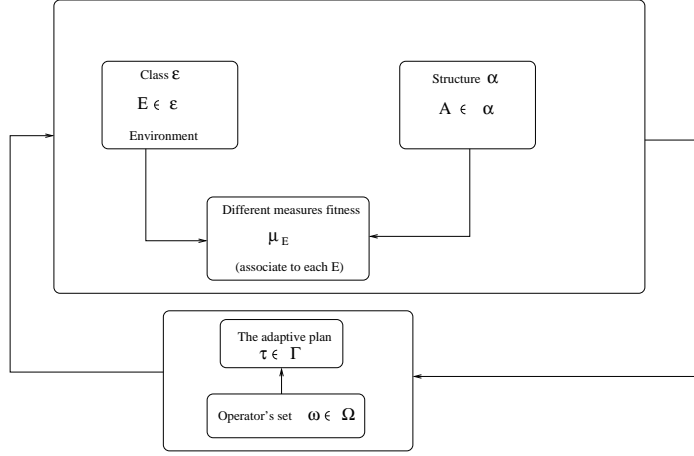 Class ε
E ϵ ε
Environment
Structure α
A ϵ α
Different measures fitness
μ E
(associate to each E)
The adaptive plan
τ ϵ Γ
Operator's set ω ϵ Ω